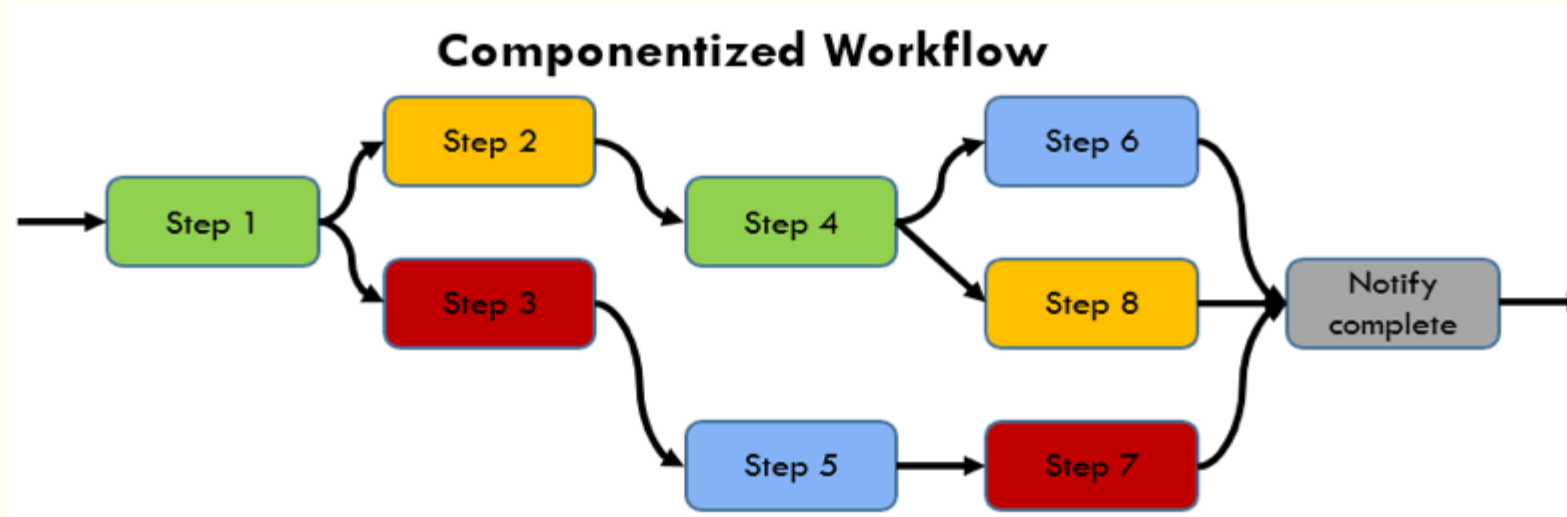 Componentized Workflow
Step 1
Step 2
Step 3
Step 4
Step 5
Step 6
Step 8
Step 7
Notify
complete